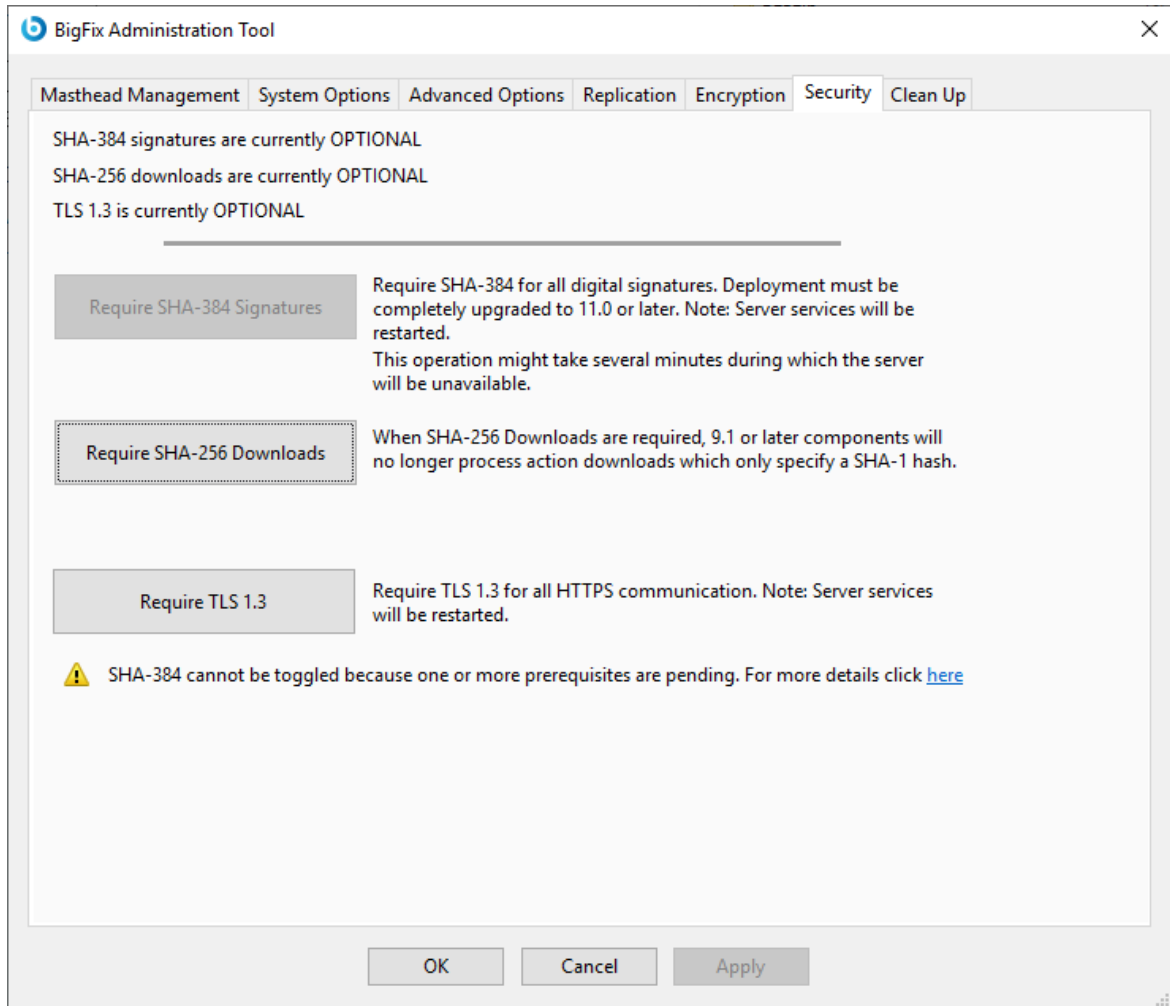 BigFix Administration Tool
Masthead Management System Options Advanced Options Replication Encryption Security Clean Up
SHA-384 signatures are currently OPTIONAL
SHA-256 downloads are currently OPTIONAL
TLS 1.3 is currently OPTIONAL
Require SHA-384 Signatures
Require SHA-384 for all digital signatures. Deployment must be
completely upgraded to 11.0 or later. Note: Server services will be
restarted.
This operation might take several minutes during which the server
will be unavailable.
Require SHA-256 Downloads
When SHA-256 Downloads are required, 9.1 or later components will
no longer process action downloads which only specify a SHA-1 hash.
Require TLS 1.3
Require TLS 1.3 for all HTTPS communication. Note: Server services
will be restarted.
SHA-384 cannot be toggled because one or more prerequisites are pending. For more details click here
OK Cancel Apply